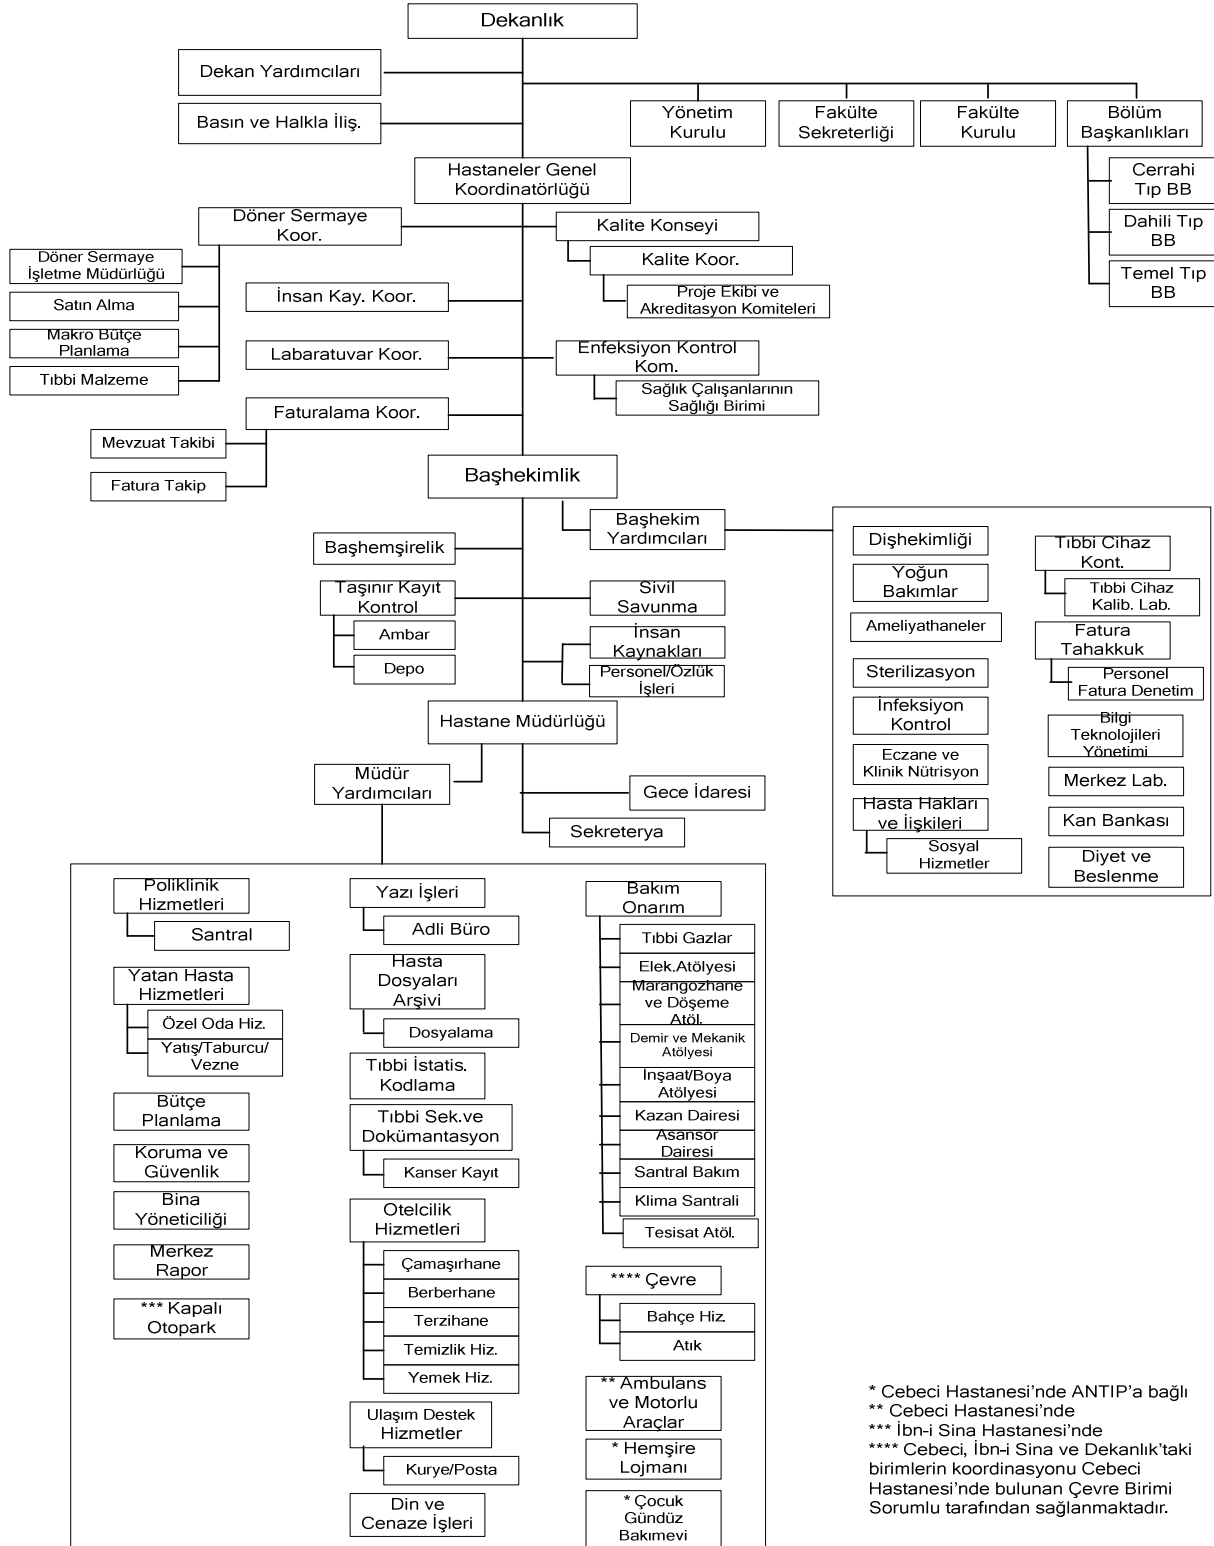 Dekanlık
Dekan Yardımcıları
Basın ve Halkla İliş.
Yönetim
Kurulu
Fakülte
Sekreterliği
Fakülte
Kurulu
Bölüm
Başkanlıkları
Cerrahi
Tıp BB
Dahili Tıp
BB
Temel Tıp
BB
Hastaneler Genel
Koordinatörlüğü
Döner Sermaye
Koor.
Döner Sermaye
İşletme Müdürlüğü
Satın Alma
Makro Bütçe
Planlama
Tıbbi Malzeme
Kalite Konseyi
Kalite Koor.
Proje Ekibi ve
Akreditasyon Komiteleri
İnsan Kay. Koor.
Labaratuvar Koor.
Enfeksiyon Kontrol
Kom.
Sağlık Çalışanlarının
Sağlığı Birimi
Faturalama Koor.
Mevzuat Takibi
Fatura Takip
Başhekimlik
Başhekim
Yardımcıları
Başhemşirelik
Taşınır Kayıt
Kontrol
Ambar
Depo
Sivil
Savunma
İnsan
Kaynakları
Personel/Özlük
İşleri
Dişhekimliği
Yoğun
Bakımlar
Ameliyathaneler
Sterilizasyon
İnfeksiyon
Kontrol
Eczane ve
Klinik Nütrisyon
Hasta Hakları
ve İişkileri
Sosyal
Hizmetler
Tıbbi Cihaz
Kont.
Tıbbi Cihaz
Kalib. Lab.
Fatura
Tahakkuk
Personel
Fatura Denetim
Bilgi
Teknolojileri
Yönetimi
Merkez Lab.
Kan Bankası
Diyet ve
Beslenme
Hastane Müdürlüğü
Müdür
Yardımcıları
Gece İdaresi
Sekreterya
Poliklinik
Hizmetleri
Santral
Yatan Hasta
Hizmetleri
Özel Oda Hiz.
Yatış/Taburcu/
Vezne
Bütçe
Planlama
Koruma ve
Güvenlik
Bina
Yöneticiliği
Merkez
Rapor
*** Kapalı
Otopark
Yazı İşleri
Adli Büro
Hasta
Dosyaları
Arşivi
Dosyalama
Tıbbi İstatis.
Kodlama
Tıbbi Sek.ve
Dokümantasyon
Kanser Kayıt
Otelcilik
Hizmetleri
Çamaşırhane
Berberhane
Terzihane
Temizlik Hiz.
Yemek Hiz.
Ulaşım Destek
Hizmetler
Kurye/Posta
Din ve
Cenaze İşleri
Bakım
Onarım
Tıbbi Gazlar
Elek.Atölyesi
Marangozhane
ve Döşeme
Atöl.
Demir ve Mekanik
Atölyesi
İnşaat/Boya
Atölyesi
Kazan Dairesi
Asansör
Dairesi
Santral Bakım
Klima Santrali
Tesisat Atöl.
**** Çevre
Bahçe Hiz.
Atık
** Ambulans
ve Motorlu
Araçlar
* Hemşire
Lojmanı
* Çocuk
Gündüz
Bakımevi
* Cebeci Hastanesi’nde ANTIP’a bağlı
** Cebeci Hastanesi’nde
*** İbn-i Sina Hastanesi’nde
**** Cebeci, İbn-i Sina ve Dekanlık’taki
birimlerin koordinasyonu Cebeci
Hastanesi’nde bulunan Çevre Birimi
Sorumlu tarafından sağlanmaktadır.